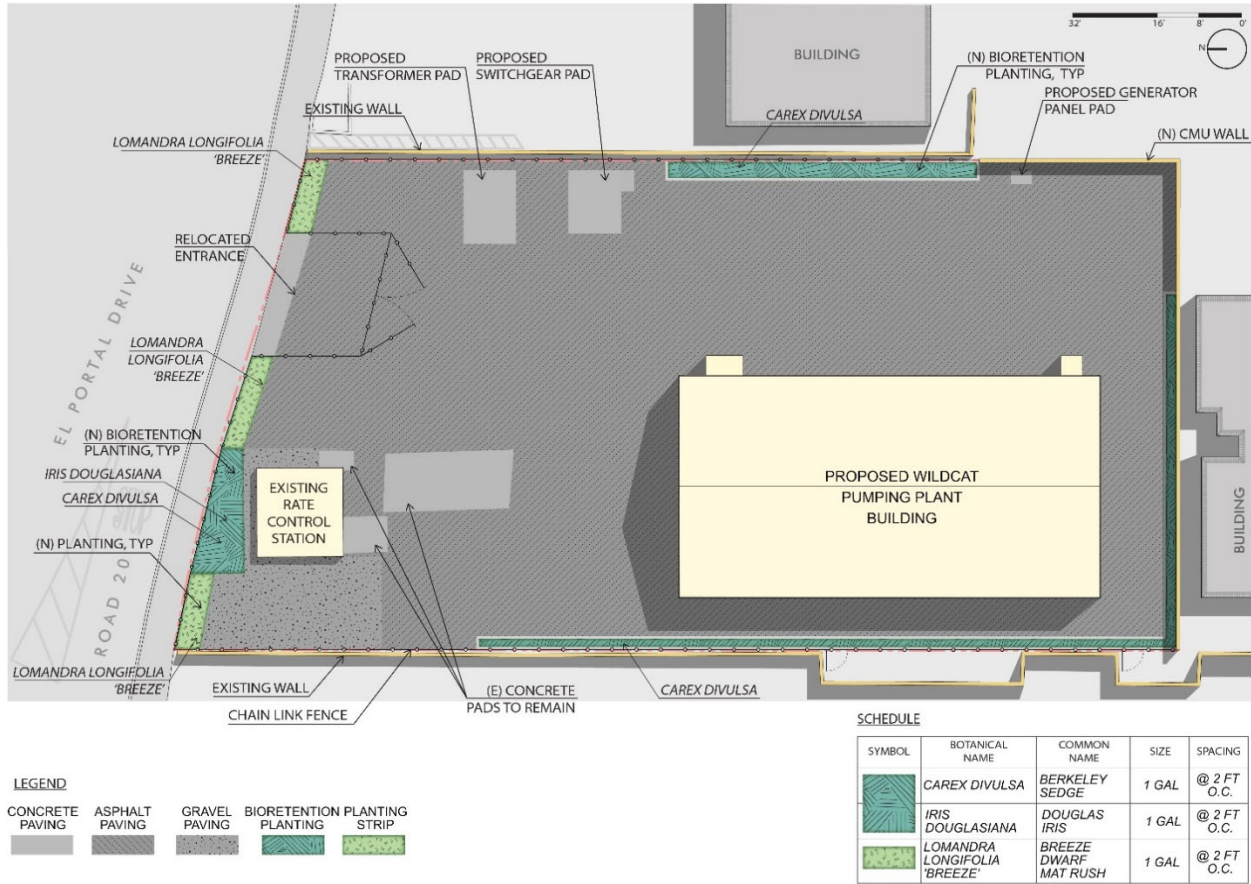 32' 16' 8' 0'
N
BUILDING
PROPOSED
TRANSFORMER PAD
PROPOSED
SWITCHGEAR PAD
(N) BIORETENTION
PLANTING, TYP
PROPOSED GENERATOR
PANEL PAD
EXISTING WALL
CAREX DIVULSA
(N) CMU WALL
LOMANDRA LONGIFOLIA
'BREEZE'
RELOCATED
ENTRANCE
EL PORTAL DRIVE
LOMANDRA
LONGIFOLIA
'BREEZE'
(N) BIORETENTION
PLANTING, TYP
IRIS DOUGLASIANA
CAREX DIVULSA
(N) PLANTING, TYP
ROAD 20
LOMANDRA LONGIFOLIA
'BREEZE'
EXISTING
RATE
CONTROL
STATION
PROPOSED WILDCAT
PUMPING PLANT
BUILDING
BUILDING
EXISTING WALL
CHAIN LINK FENCE
(E) CONCRETE
PADS TO REMAIN
CAREX DIVULSA
LEGEND
CONCRETE
PAVING
ASPHALT
PAVING
GRAVEL
PAVING
BIORETENTION
PLANTING
PLANTING
STRIP
SCHEDULE
SYMBOL
BOTANICAL
NAME
COMMON
NAME
SIZE
SPACING
CAREX DIVULSA
BERKELEY
SEDGE
1 GAL
@ 2 FT
O.C.
IRIS
DOUGLASIANA
DOUGLAS
IRIS
1 GAL
@ 2 FT
O.C.
LOMANDRA
LONGIFOLIA
'BREEZE'
BREEZE
DWARF
MAT RUSH
1 GAL
@ 2 FT
O.C.